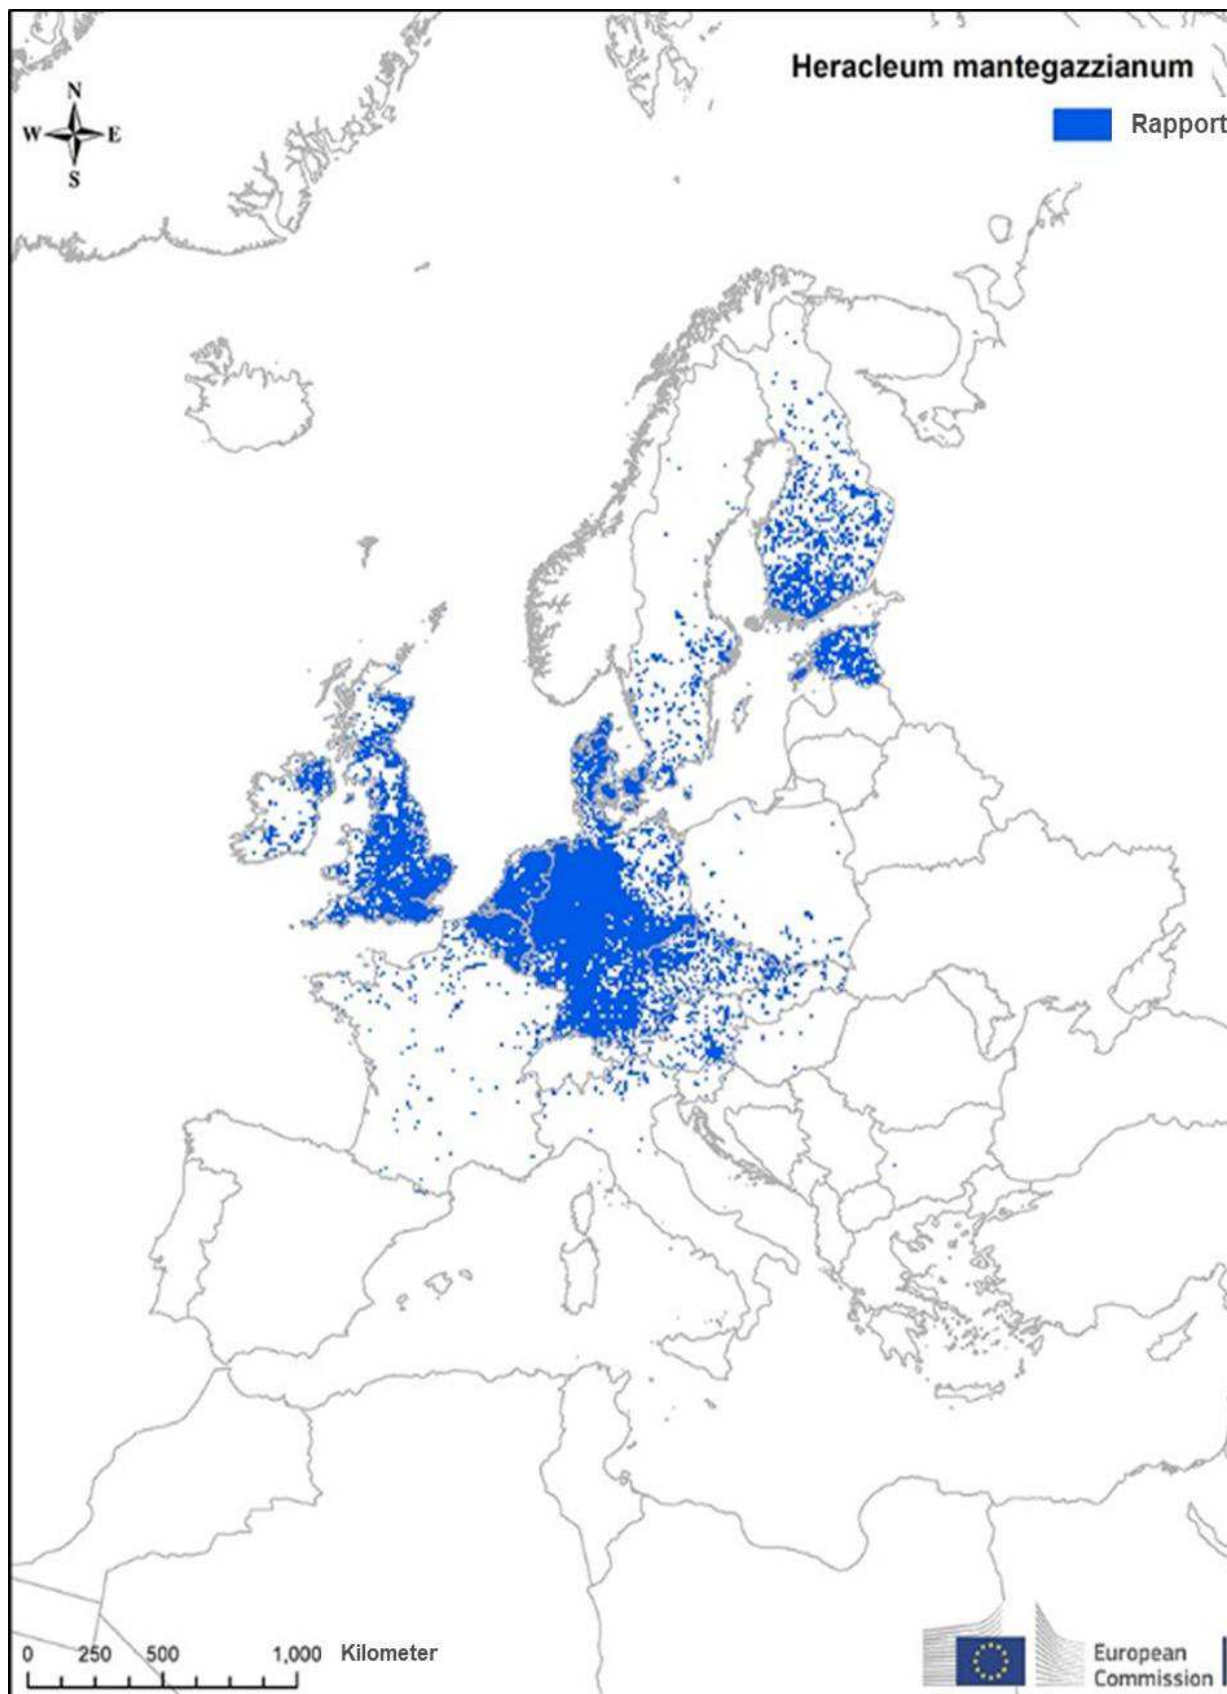 Heracleum mantegazzianum
Rapport
N
W E
S
0 250 500 1,000 Kilometer
European
Commission